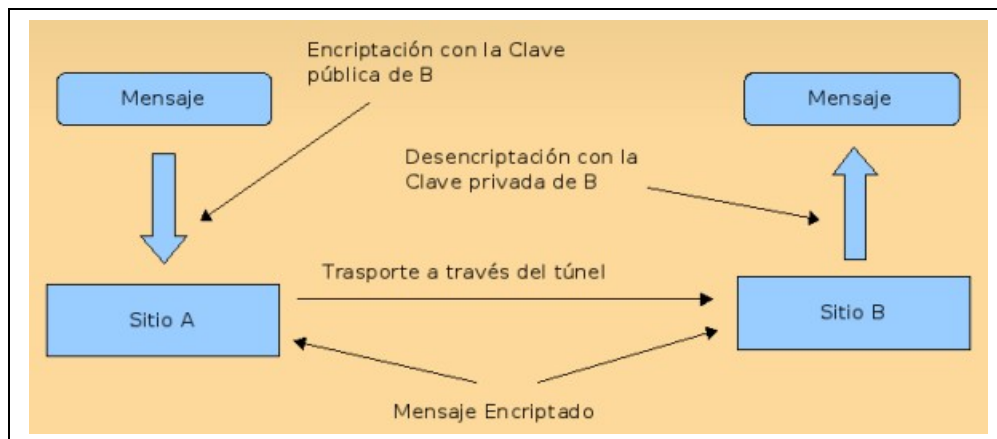 Encriptación con la Clave
pública de B
Mensaje
Mensaje
Desencriptación con la
Clave privada de B
Trasporte a través del túnel
Sitio A
Sitio B
Mensaje Encriptado